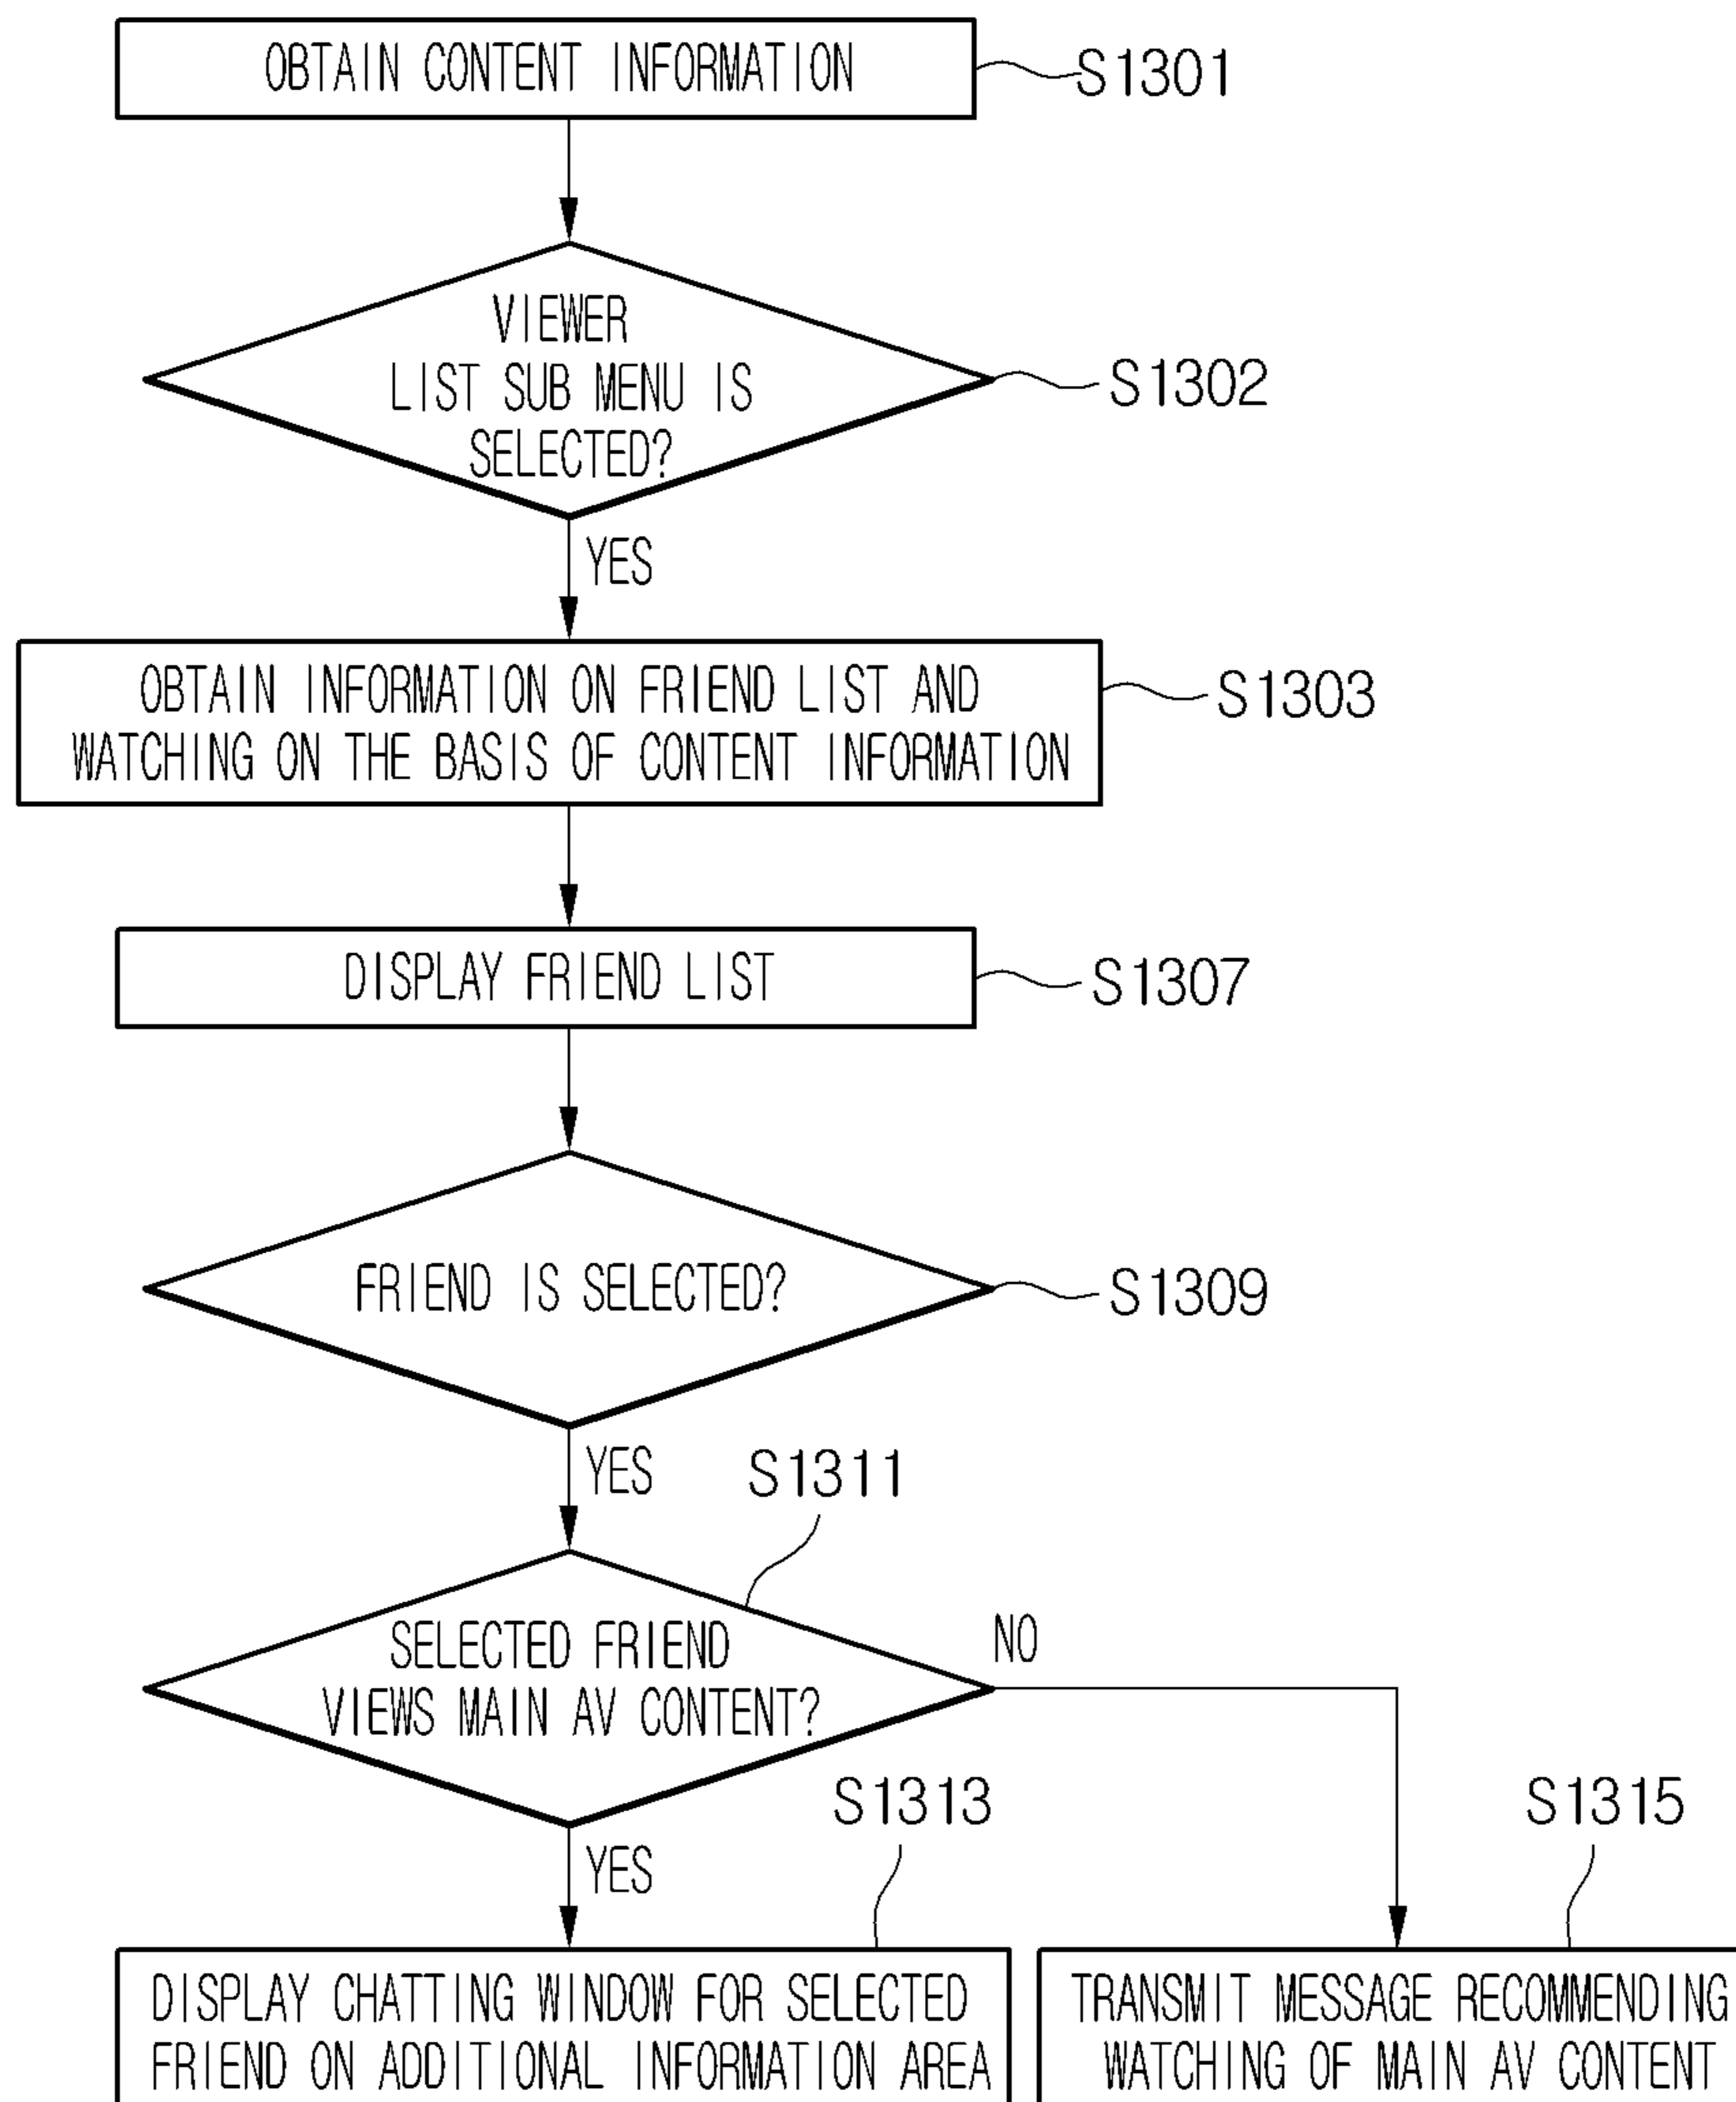 OBTAIN CONTENT INFORMATION
S1301
VIEWER
LIST SUB MENU IS
SELECTED?
S1302
YES
OBTAIN INFORMATION ON FRIEND LIST AND
WATCHING ON THE BASIS OF CONTENT INFORMATION
S1303
DISPLAY FRIEND LIST
S1307
FRIEND IS SELECTED?
S1309
YES
S1311
SELECTED FRIEND
VIEWS MAIN AV CONTENT?
NO
YES
S1313
DISPLAY CHATTING WINDOW FOR SELECTED
FRIEND ON ADDITIONAL INFORMATION AREA
S1315
TRANSMIT MESSAGE RECOMMENDING
WATCHING OF MAIN AV CONTENT